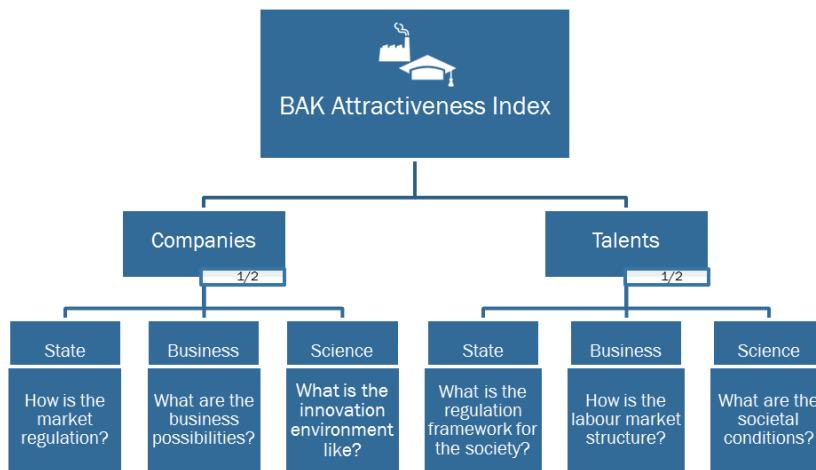 BAK Attractiveness Index
Companies
1/2
Talents
1/2
State
How is the
market
regulation?
Business
What are the
business
possibilities?
Science
What is the
innovation
environment
like?
State
What is the
regulation
framework for
the society?
Business
How is the
labour market
structure?
Science
What are the
societal
conditions?